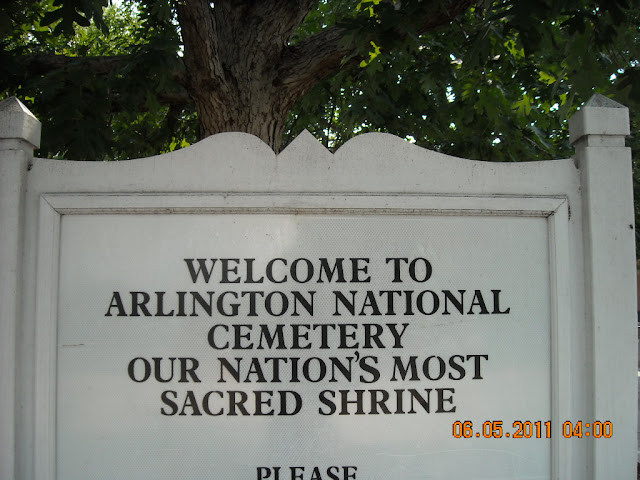 WELCOME TO
ARLINGTON NATIONAL
CEMETERY
OUR NATION'S MOST
SACRED SHRINE
PLEASE
06.05.2011 04:00